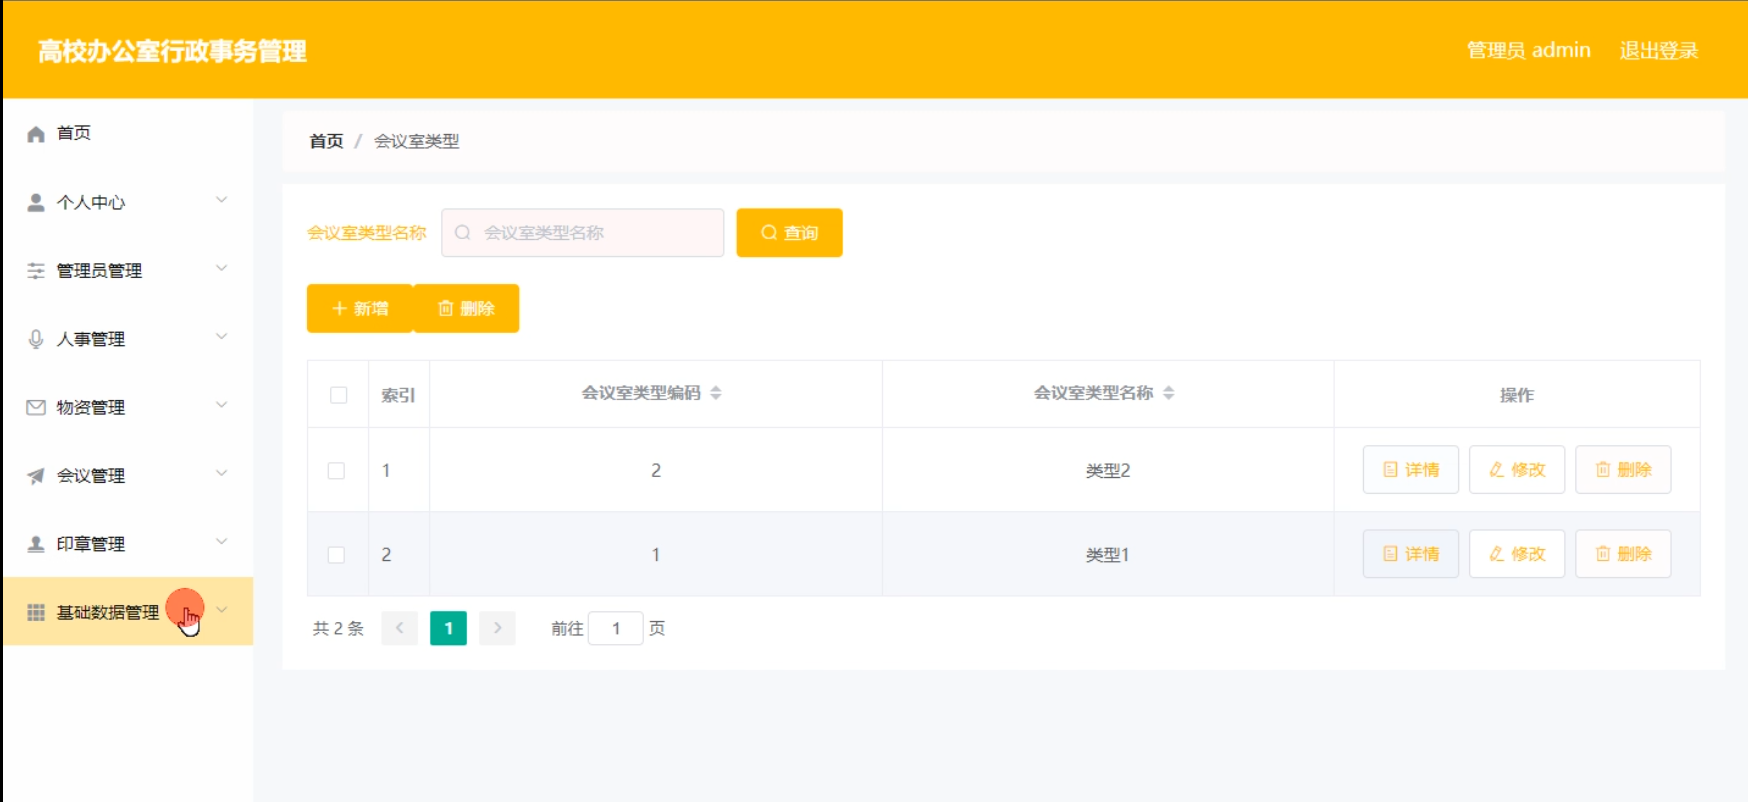 高校办公室行政事务管理
管理员 admin 退出登录
首页
个人中心
管理员管理
人事管理
物资管理
会议管理
印章管理
基础数据管理
首页 / 会议室类型
会议室类型名称 会议室类型名称 查询
新增 删除
索引 会议室类型编码 会议室类型名称 操作
1 2 类型2 详情 修改 删除
2 1 类型1 详情 修改 删除
共 2 条 1 前往 1 页